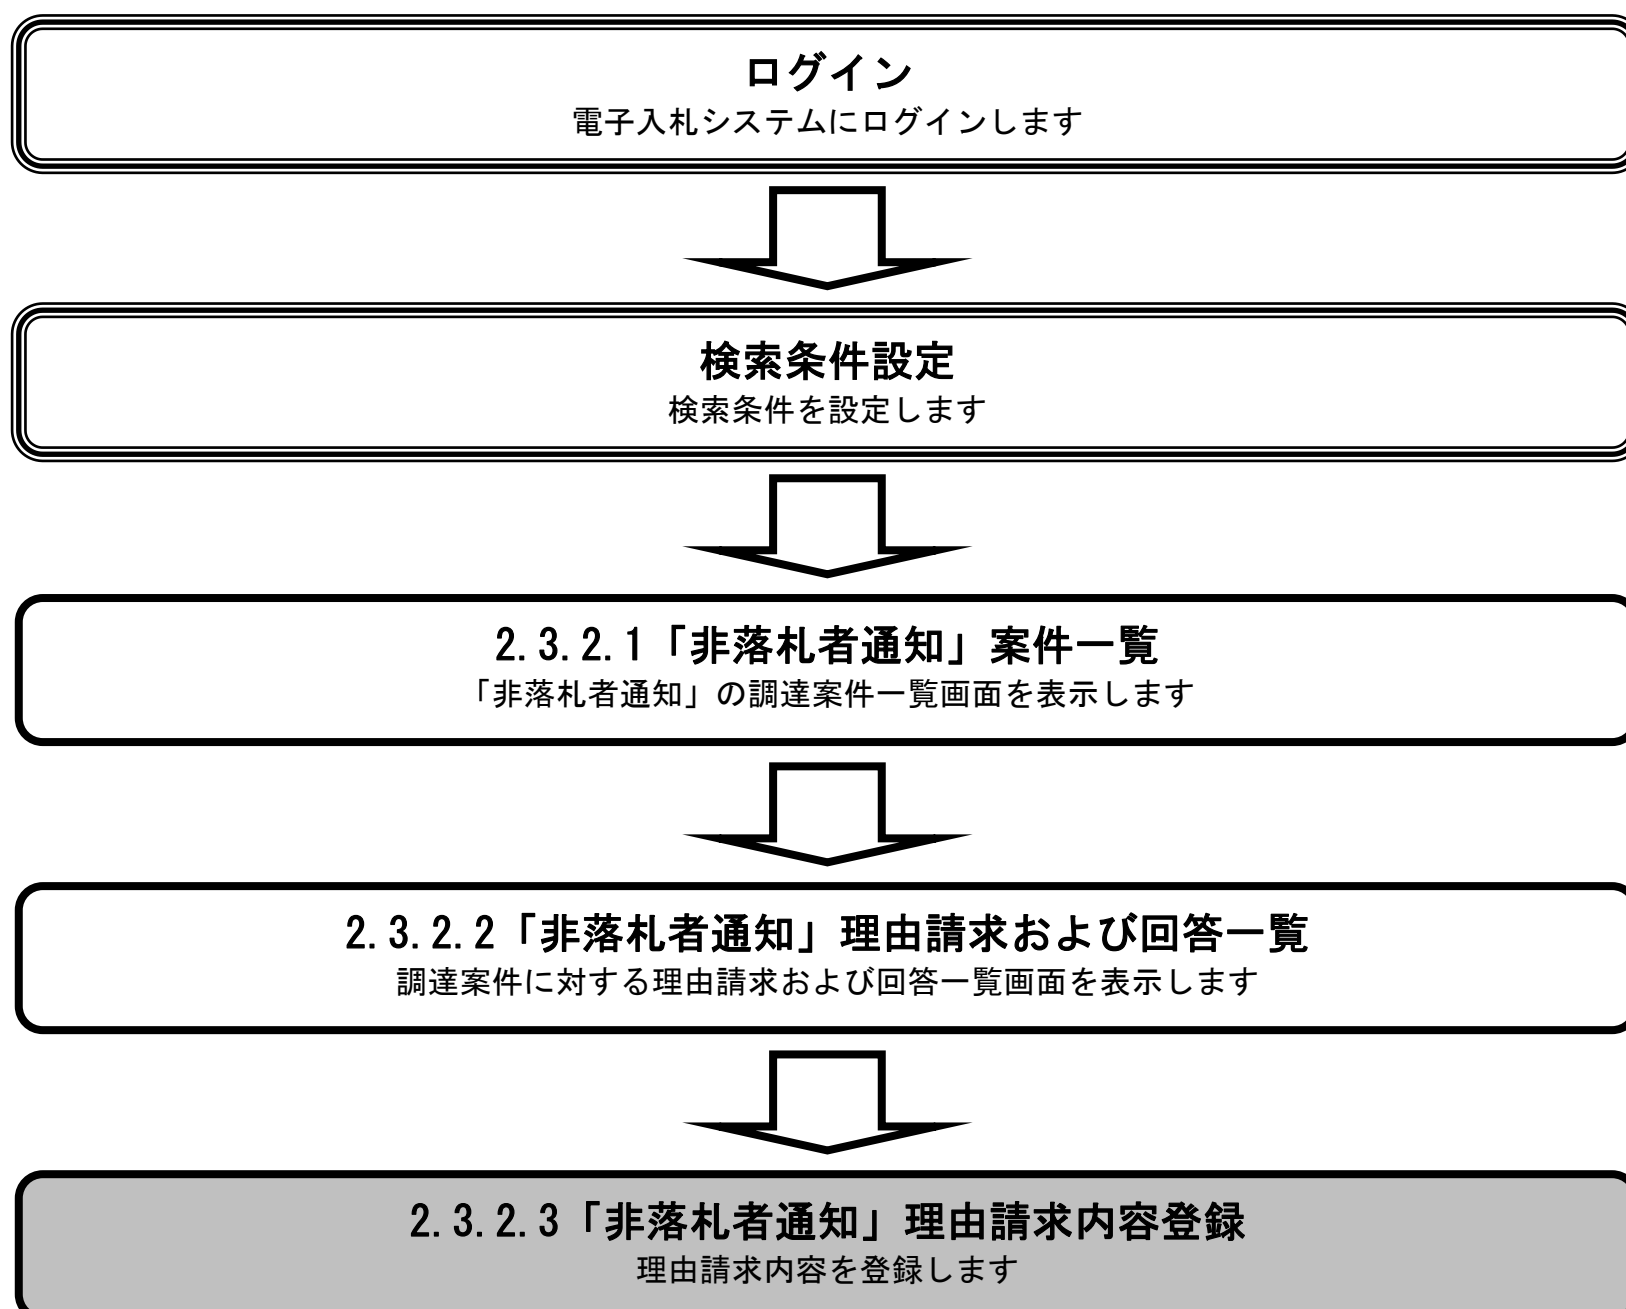 ログイン
電子入札システムにログインします
検索条件設定
検索条件を設定します
2.3.2.1「非落札者通知」案件一覧
「非落札者通知」の調達案件一覧画面を表示します
2.3.2.2「非落札者通知」理由請求および回答一覧
調達案件に対する理由請求および回答一覧画面を表示します
2.3.2.3「非落札者通知」理由請求内容登録
理由請求内容を登録します